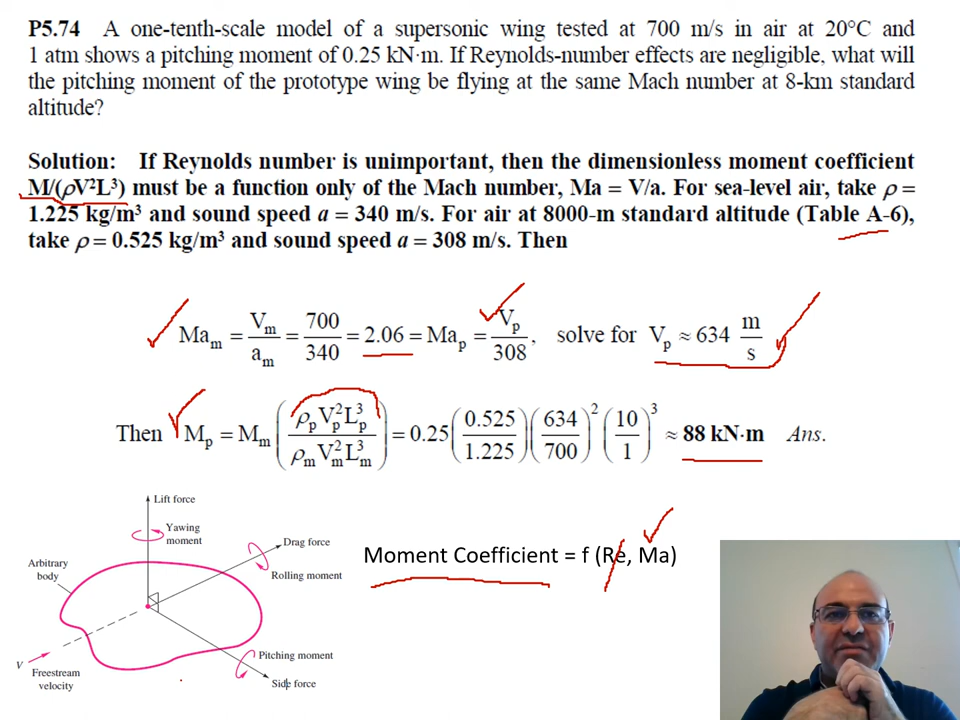 P5.74 A one-tenth-scale model of a supersonic wing tested at 700 m/s in air at 20°C and
1 atm shows a pitching moment of 0.25 kN·m. If Reynolds-number effects are negligible, what will
the pitching moment of the prototype wing be flying at the same Mach number at 8-km standard
altitude?
Solution: If Reynolds number is unimportant, then the dimensionless moment coefficient
M/(ρV²L³) must be a function only of the Mach number, Ma = V/a. For sea-level air, take ρ =
1.225 kg/m³ and sound speed a = 340 m/s. For air at 8000-m standard altitude (Table A-6),
take ρ = 0.525 kg/m³ and sound speed a = 308 m/s. Then
Ma_m = V_m/a_m = 700/340 = 2.06 = Ma_p = V_p/308, solve for V_p ≈ 634 m/s
Then M_p = M_m (ρ_p V_p² L_p³ / ρ_m V_m² L_m³) = 0.25 (0.525/1.225) (634/700)² (10/1)³ ≈ 88 kN·m Ans.
Moment Coefficient = f (Re, Ma)
Lift force
Yawing
moment
Drag force
Rolling moment
Arbitrary
body
Pitching moment
V
Freestream
velocity
Side force